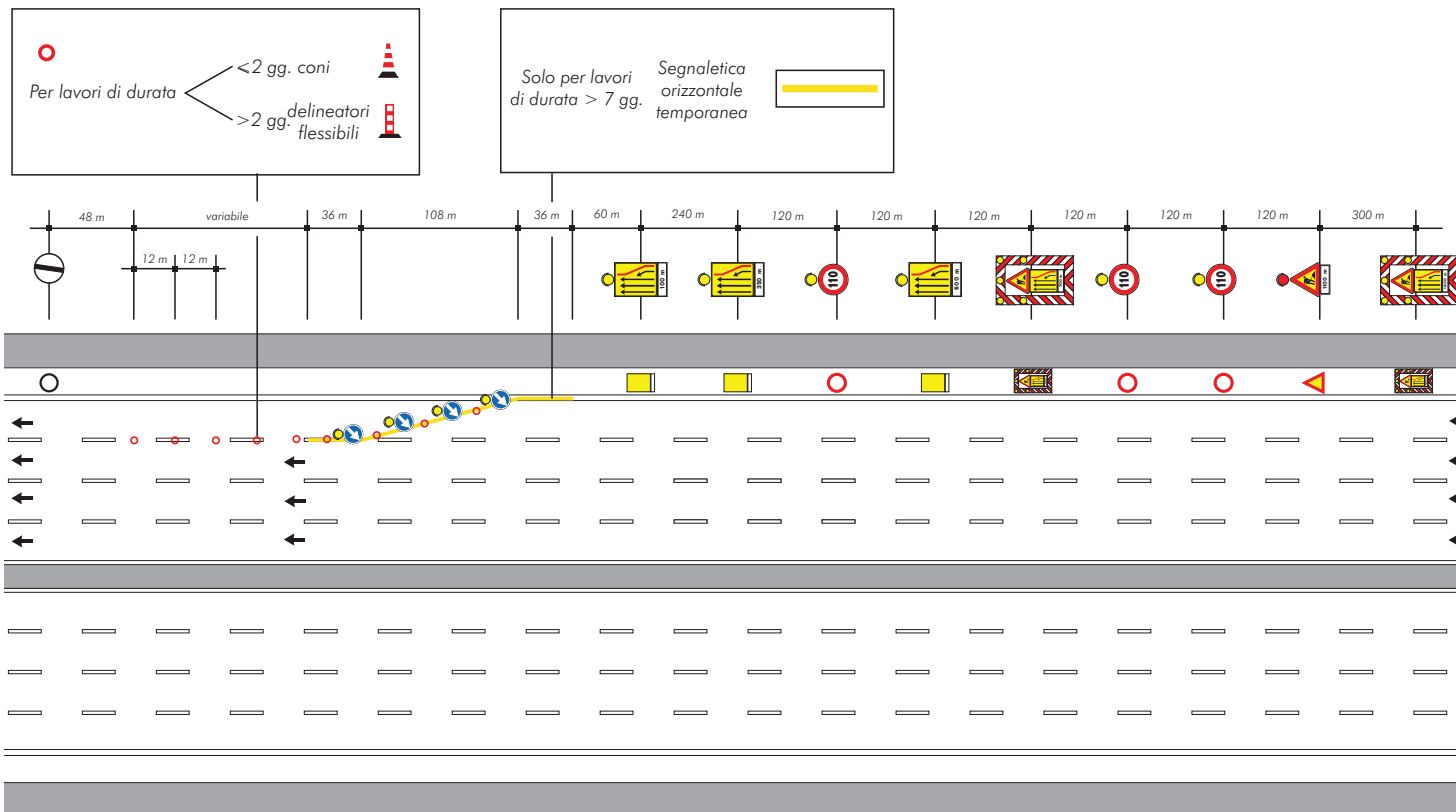 Per lavori di durata
<2 gg. coni
>2 gg. delineatori
flessibili
Solo per lavori
di durata > 7 gg.
Segnaletica
orizzontale
temporanea
48 m
variabile
36 m
108 m
36 m
60 m
240 m
120 m
120 m
120 m
120 m
120 m
120 m
300 m
12 m
12 m
100 m
350 m
110
600 m
110
110
1100 m